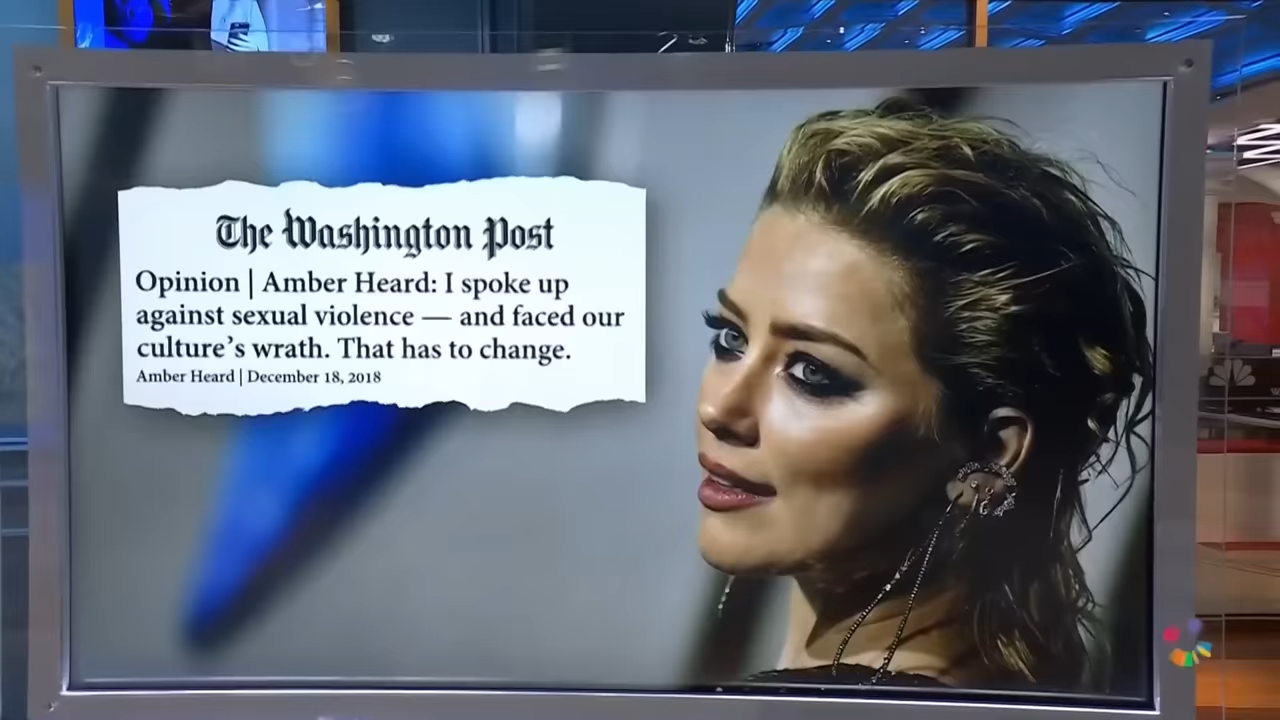 The Washington Post
Opinion | Amber Heard: I spoke up
against sexual violence — and faced our
culture's wrath. That has to change.
Amber Heard | December 18, 2018